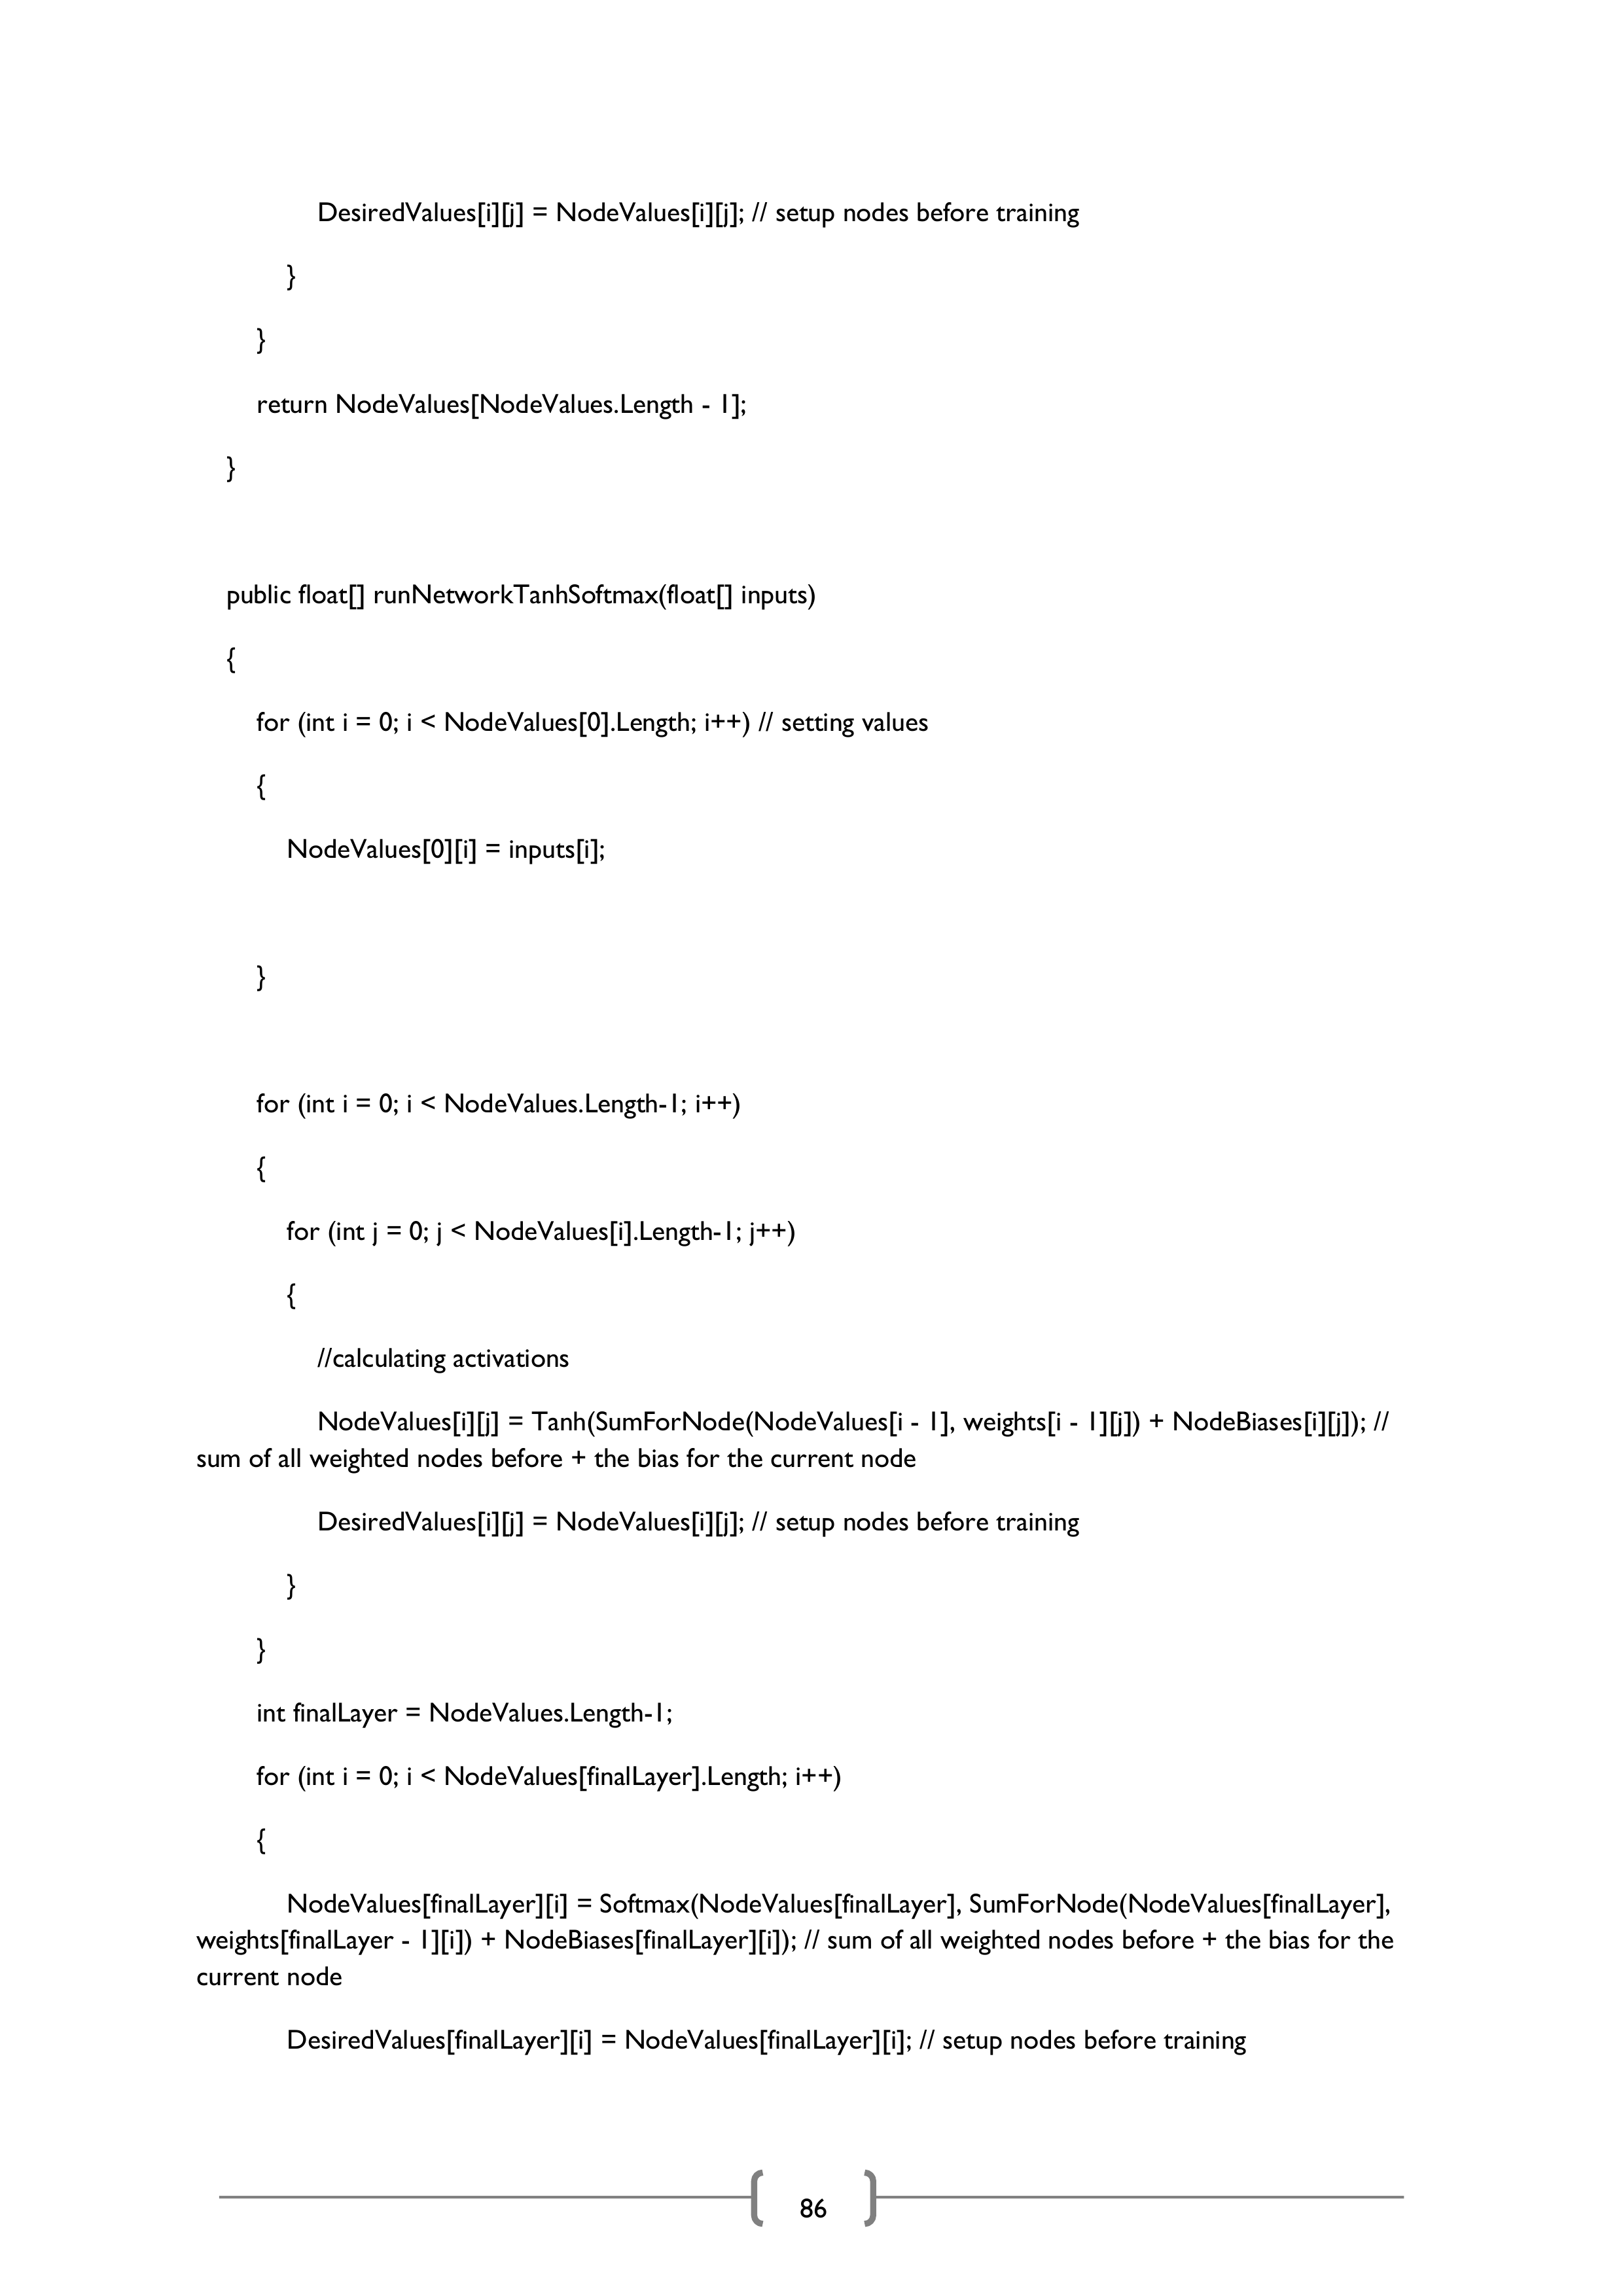 DesiredValues[i][j] = NodeValues[i][j]; // setup nodes before training
}
}
return NodeValues[NodeValues.Length - 1];
}
public float[] runNetworkTanhSoftmax(float[] inputs)
{
for (int i = 0; i < NodeValues[0].Length; i++) // setting values
{
NodeValues[0][i] = inputs[i];
}
for (int i = 0; i < NodeValues.Length-1; i++)
{
for (int j = 0; j < NodeValues[i].Length-1; j++)
{
//calculating activations
NodeValues[i][j] = Tanh(SumForNode(NodeValues[i - 1], weights[i - 1][j]) + NodeBiases[i][j]); //
sum of all weighted nodes before + the bias for the current node
DesiredValues[i][j] = NodeValues[i][j]; // setup nodes before training
}
}
int finalLayer = NodeValues.Length-1;
for (int i = 0; i < NodeValues[finalLayer].Length; i++)
{
NodeValues[finalLayer][i] = Softmax(NodeValues[finalLayer], SumForNode(NodeValues[finalLayer],
weights[finalLayer - 1][i]) + NodeBiases[finalLayer][i]); // sum of all weighted nodes before + the bias for the
current node
DesiredValues[finalLayer][i] = NodeValues[finalLayer][i]; // setup nodes before training
86